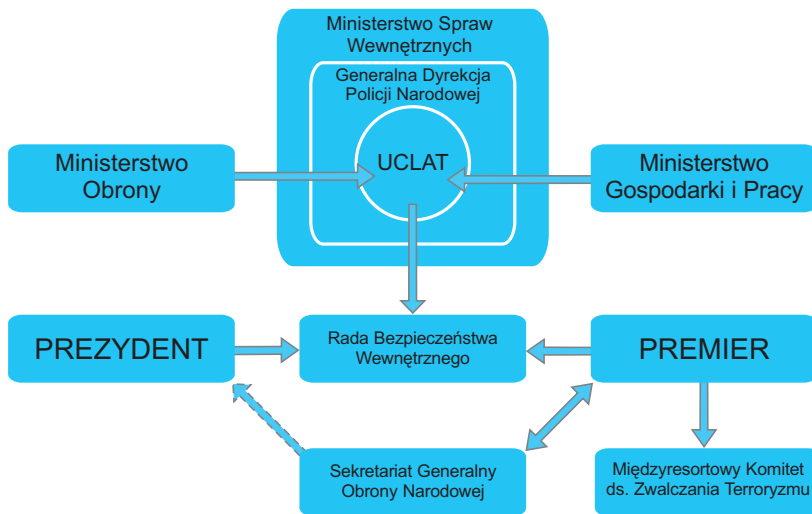 Ministerstwo Spraw
Wewnętrznych
Generalna Dyrekcja
Policji Narodowej
UCLAT
Ministerstwo
Obrony
Ministerstwo
Gospodarki i Pracy
PREZYDENT
Rada Bezpieczeństwa
Wewnętrznego
PREMIER
Sekretariat Generalny
Obrony Narodowej
Międzyresortowy Komitet
ds. Zwalczania Terroryzmu